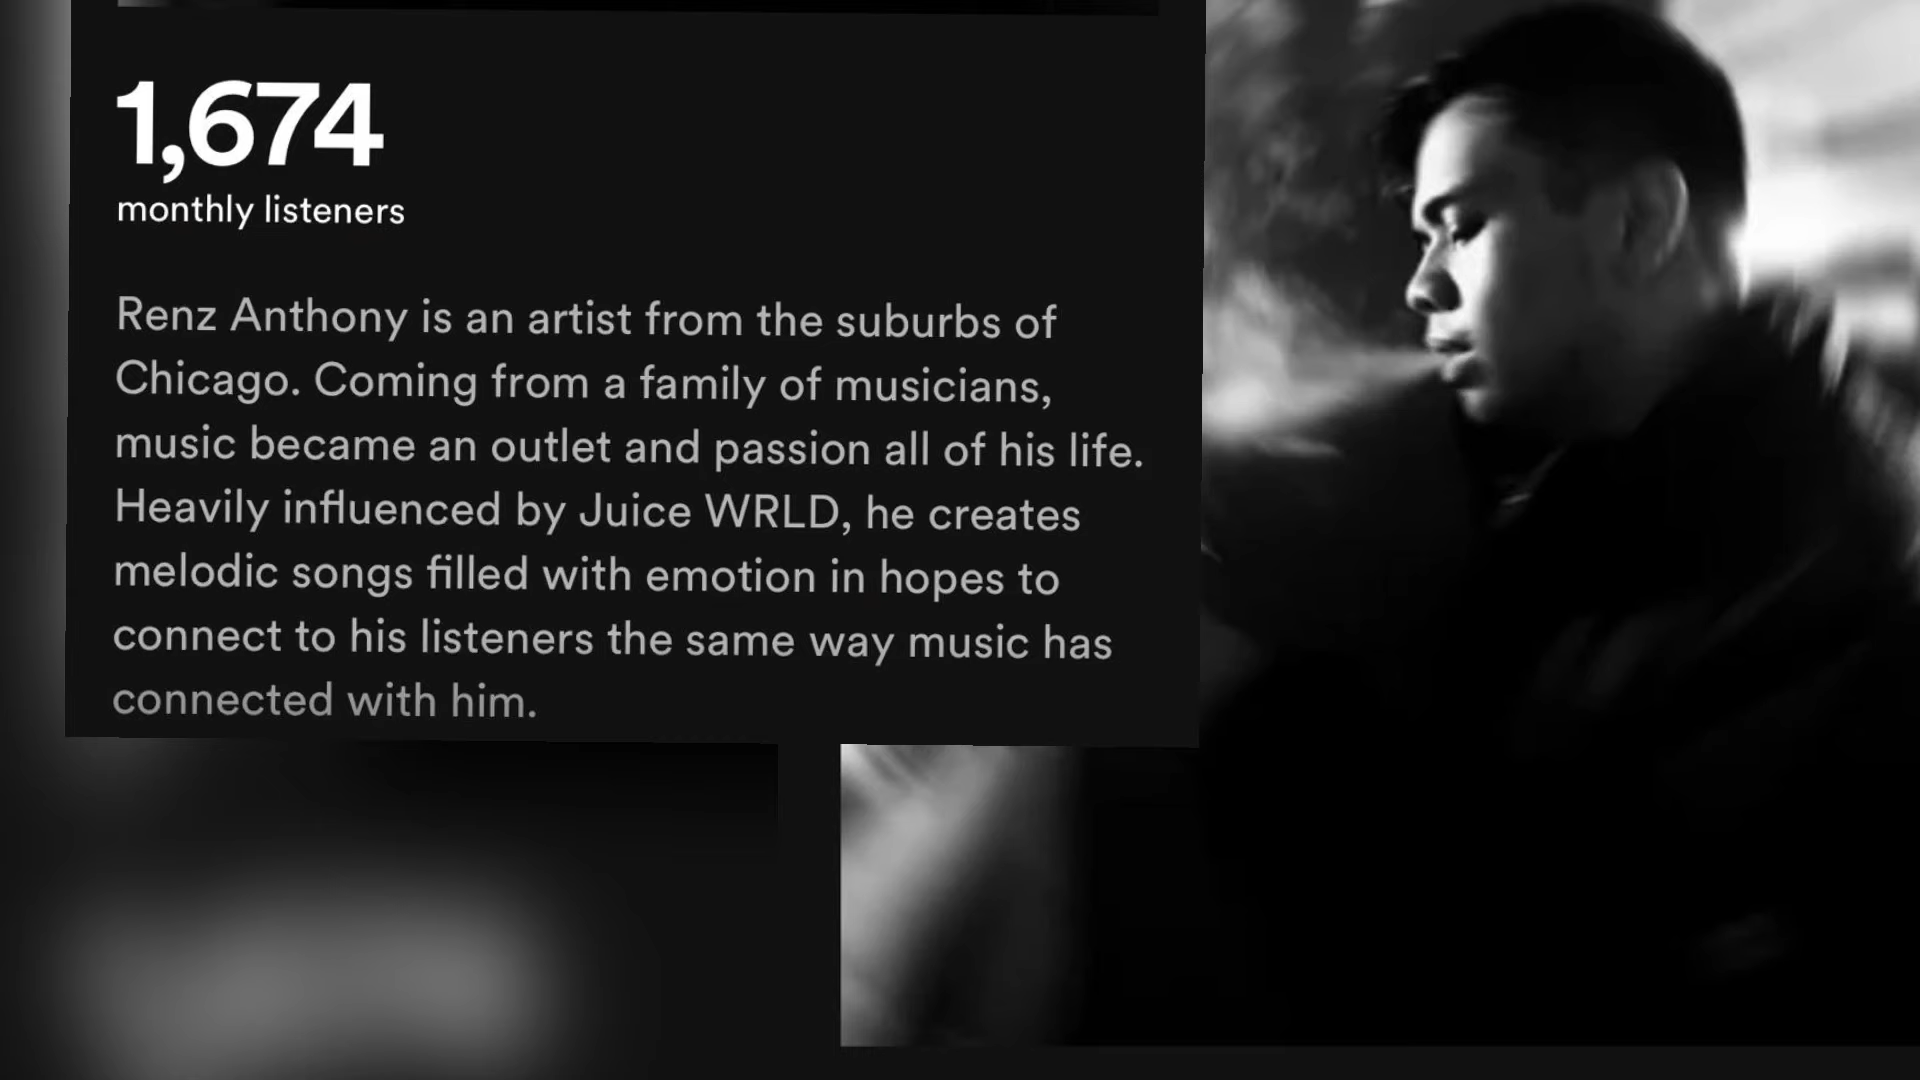 1,674
monthly listeners
Renz Anthony is an artist from the suburbs of
Chicago. Coming from a family of musicians,
music became an outlet and passion all of his life.
Heavily influenced by Juice WRLD, he creates
melodic songs filled with emotion in hopes to
connect to his listeners the same way music has
connected with him.